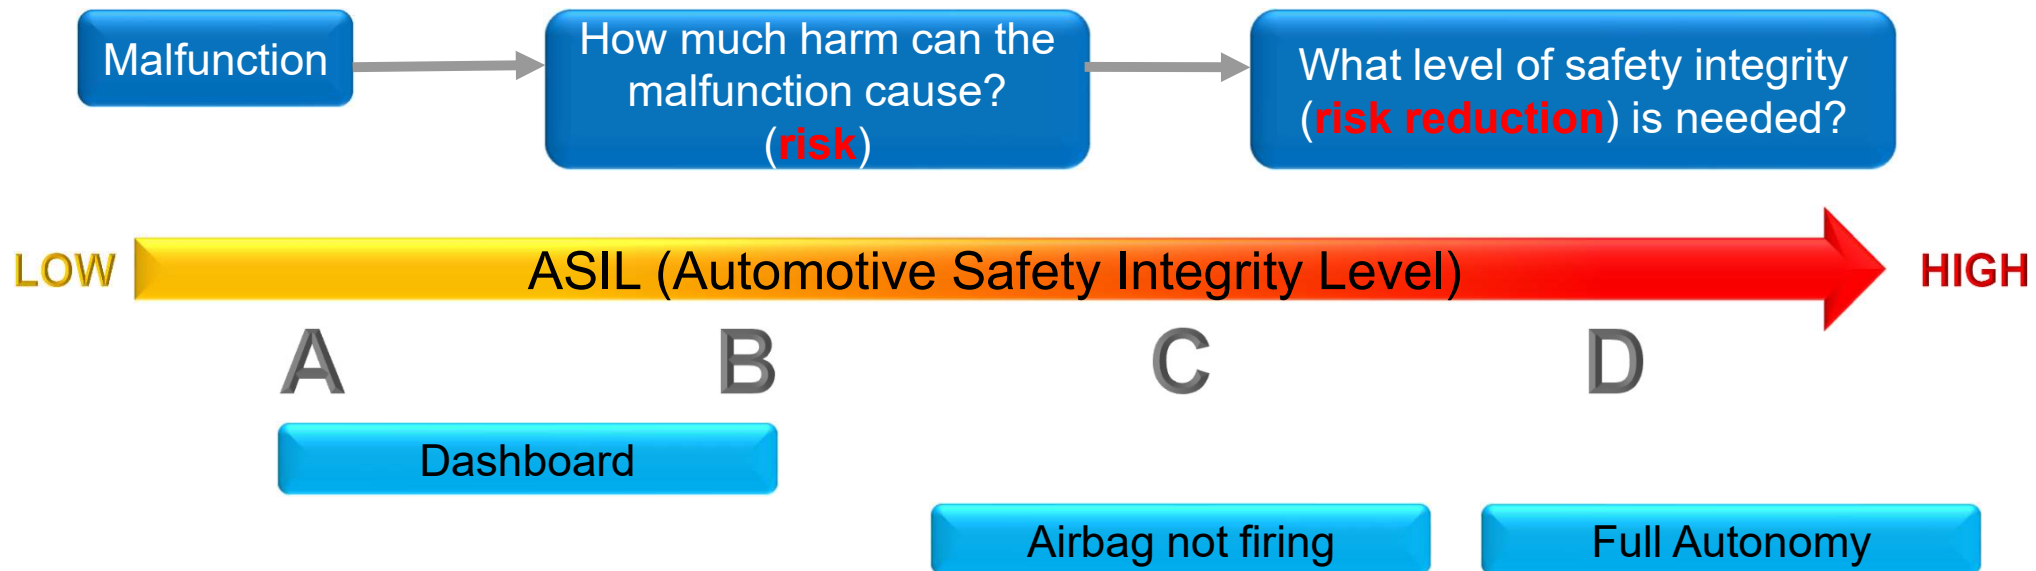 Malfunction
How much harm can the
malfunction cause?
(risk)
What level of safety integrity
(risk reduction) is needed?
LOW
ASIL (Automotive Safety Integrity Level)
HIGH
A
B
C
D
Dashboard
Airbag not firing
Full Autonomy